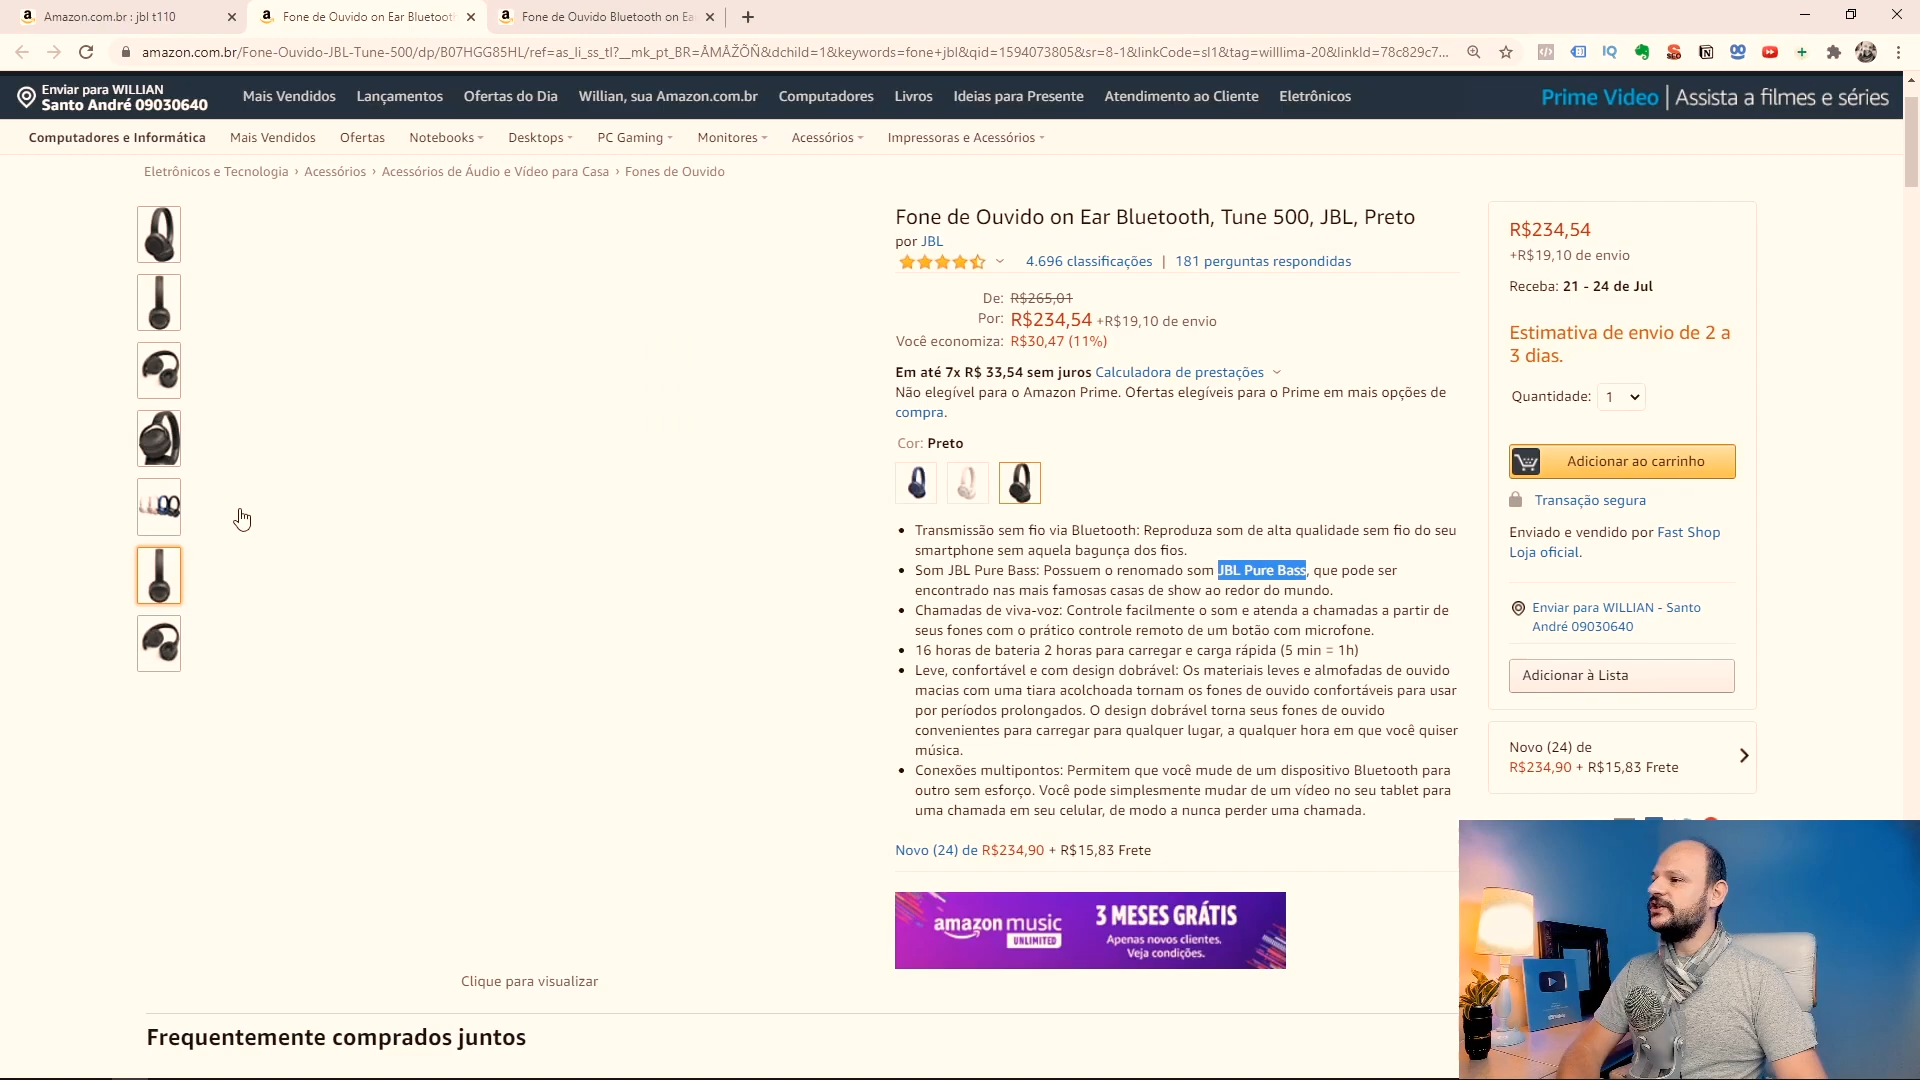 Amazon.com.br : jbl t110
Fone de Ouvido on Ear Bluetooth
Fone de Ouvido Bluetooth on Ea
amazon.com.br/Fone-Ouvido-JBL-Tune-500/dp/B07HGG85HL/ref=as_li_ss_tl?__mk_pt_BR=ÅMÅŽÕÑ&dchild=1&keywords=fone+jbl&qid=1594073805&sr=8-1&linkCode=sl1&tag=willlima-20&linkId=78c829c7...
Enviar para WILLIAN
Santo André 09030640
Mais Vendidos Lançamentos Ofertas do Dia Willian, sua Amazon.com.br Computadores Livros Ideias para Presente Atendimento ao Cliente Eletrônicos
Prime Video | Assista a filmes e séries
Computadores e Informática Mais Vendidos Ofertas Notebooks Desktops PC Gaming Monitores Acessórios Impressoras e Acessórios
Eletrônicos e Tecnologia › Acessórios › Acessórios de Áudio e Vídeo para Casa › Fones de Ouvido
Fone de Ouvido on Ear Bluetooth, Tune 500, JBL, Preto
por JBL
4.696 classificações | 181 perguntas respondidas
De: R$265,01
Por: R$234,54 +R$19,10 de envio
Você economiza: R$30,47 (11%)
Em até 7x R$ 33,54 sem juros Calculadora de prestações
Não elegível para o Amazon Prime. Ofertas elegíveis para o Prime em mais opções de
compra.
Cor: Preto
• Transmissão sem fio via Bluetooth: Reproduza som de alta qualidade sem fio do seu
smartphone sem aquela bagunça dos fios.
• Som JBL Pure Bass: Possuem o renomado som JBL Pure Bass, que pode ser
encontrado nas mais famosas casas de show ao redor do mundo.
• Chamadas de viva-voz: Controle facilmente o som e atenda a chamadas a partir de
seus fones com o prático controle remoto de um botão com microfone.
• 16 horas de bateria 2 horas para carregar e carga rápida (5 min = 1h)
• Leve, confortável e com design dobrável: Os materiais leves e almofadas de ouvido
macias com uma tiara acolchoada tornam os fones de ouvido confortáveis para usar
por períodos prolongados. O design dobrável torna seus fones de ouvido
convenientes para carregar para qualquer lugar, a qualquer hora em que você quiser
música.
• Conexões multipontos: Permitem que você mude de um dispositivo Bluetooth para
outro sem esforço. Você pode simplesmente mudar de um vídeo no seu tablet para
uma chamada em seu celular, de modo a nunca perder uma chamada.
Novo (24) de R$234,90 + R$15,83 Frete
amazon music
UNLIMITED
3 MESES GRÁTIS
Apenas novos clientes.
Veja condições.
Clique para visualizar
Frequentemente comprados juntos
R$234,54
+R$19,10 de envio
Receba: 21 - 24 de Jul
Estimativa de envio de 2 a
3 dias.
Quantidade: 1
Adicionar ao carrinho
Transação segura
Enviado e vendido por Fast Shop
Loja oficial.
Enviar para WILLIAN - Santo
André 09030640
Adicionar à Lista
Novo (24) de
R$234,90 + R$15,83 Frete